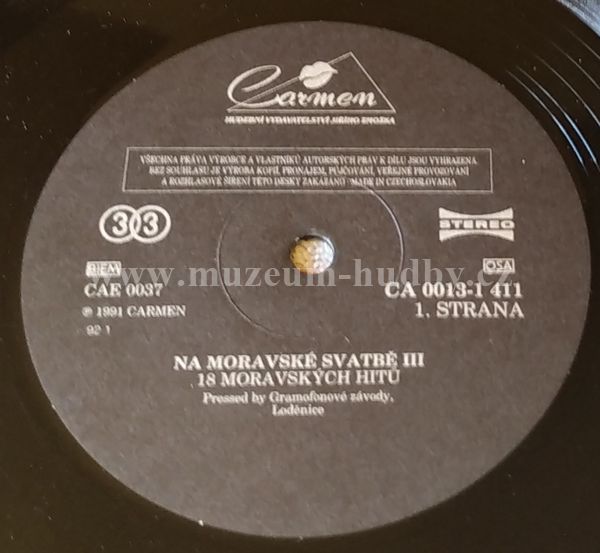 Carmen
HUDEBNÍ VYDAVATELSTVÍ JIŘÍHO ZMOŽKA
VŠECHNA PRÁVA VÝROBCE A VLASTNÍKŮ AUTORSKÝCH PRÁV K DÍLU JSOU VYHRAZENA
BEZ SOUHLASU JE VÝROBA KOPIÍ, PRONÁJEM, PŮJČOVÁNÍ, VEŘEJNÉ PROVOZOVÁNÍ
A ROZHLASOVÉ ŠÍŘENÍ TÉTO DESKY ZAKÁZÁNO - MADE IN CZECHOSLOVAKIA
33
STEREO
BIEM
OSA
www.muzeum-hudby.cz
CAE 0037
CA 0013-1 411
℗ 1991 CARMEN
1. STRANA
92 1
NA MORAVSKÉ SVATBĚ III
18 MORAVSKÝCH HITŮ
Pressed by Gramofonové závody,
Loděnice